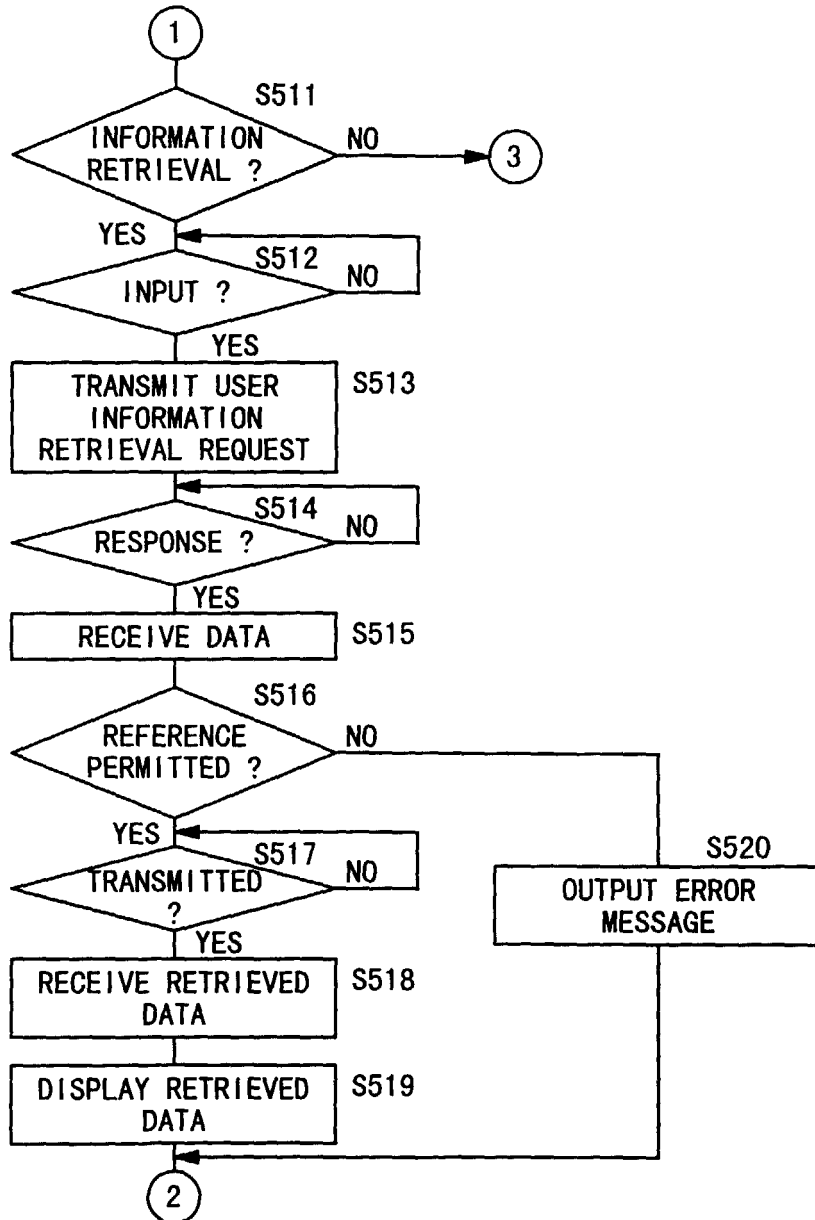 1
S511
INFORMATION
RETRIEVAL ?
NO
3
YES
S512
INPUT ?
NO
YES
TRANSMIT USER
INFORMATION
RETRIEVAL REQUEST
S513
S514
RESPONSE ?
NO
YES
RECEIVE DATA
S515
S516
REFERENCE
PERMITTED ?
NO
YES
S517
TRANSMITTED
?
NO
YES
S520
OUTPUT ERROR
MESSAGE
RECEIVE RETRIEVED
DATA
S518
DISPLAY RETRIEVED
DATA
S519
2